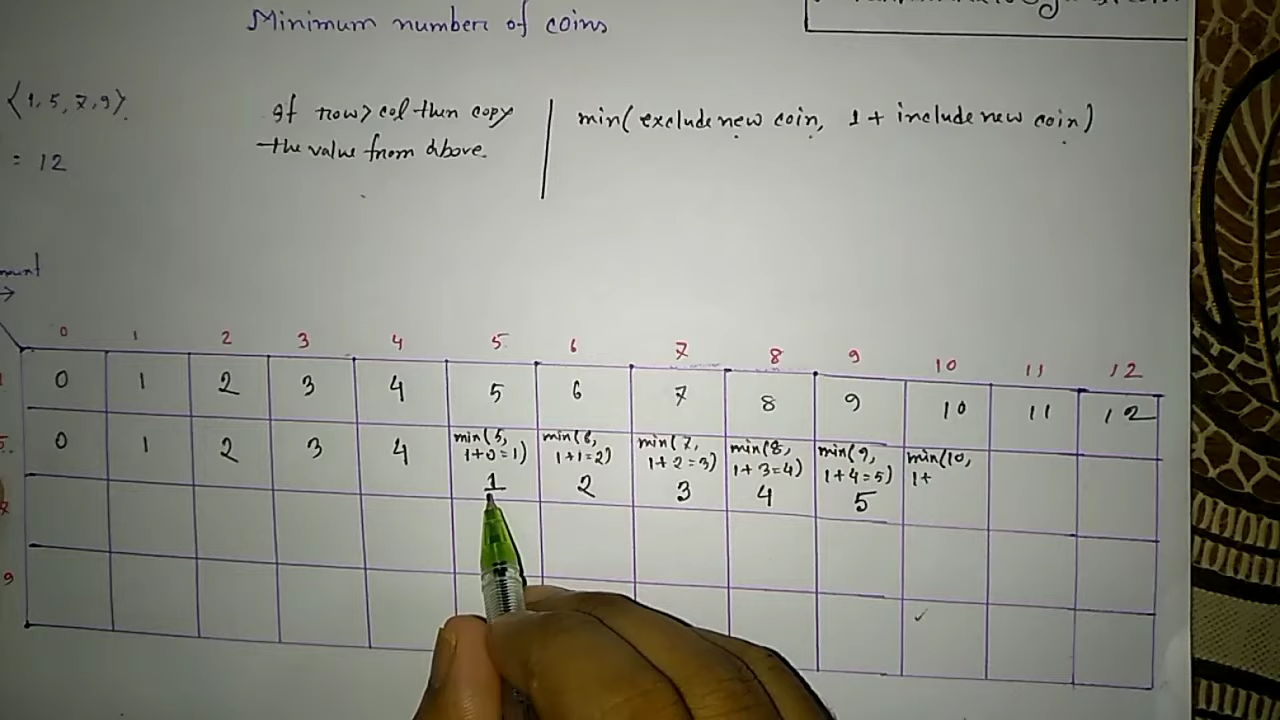 Minimum number of coins
{1, 5, 7, 9}.
= 12
If row > col then copy
the value from above.
min(exclude new coin, 1 + include new coin)
0 1 2 3 4 5 6 7 8 9 10 11 12
0 1 2 3 4 5 6 7 8 9 10 11 12
5. 0 1 2 3 4
min(5,
1+0=1)
1
min(6,
1+1=2)
2
min(7,
1+2=3)
3
min(8,
1+3=4)
4
min(9,
1+4=5)
5
min(10,
1+
9